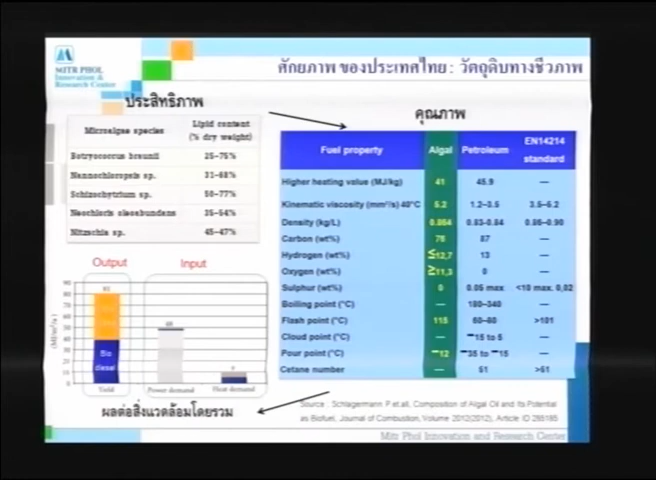 MITR PHOL
Innovation &
Research Center
ศักยภาพของประเทศไทย : วัตถุดิบทางชีวภาพ
ประสิทธิภาพ
คุณภาพ
Microalgae species Lipid content (% dry weight)
Botryococcus braunii 25-75%
Nannochloropsis sp. 31-68%
Schizochytrium sp. 50-77%
Neochloris oleoabundans 35-54%
Nitzschia sp. 45-47%
Fuel property Algal Petroleum EN14214 standard
Higher heating value (MJ/kg) 41 45.9 —
Kinematic viscosity (mm²/s) 40°C 5.2 1.2-3.5 3.5-5.2
Density (kg/L) 0.864 0.83-0.84 0.86-0.90
Carbon (wt%) 76 87 —
Hydrogen (wt%) ≤12,7 13 —
Oxygen (wt%) ≥11,3 0 —
Sulphur (wt%) 0 0.05 max <10 max, 0,02
Boiling point (°C) 180-340 —
Flash point (°C) 115 60-80 >101
Cloud point (°C) — −15 to 5 —
Pour point (°C) −12 −35 to −15 —
Cetane number — 51 >51
Output Input
90
80
70
60
50
40
30
20
10
0
Bio
diesel
Yield Power demand Heat demand
ผลต่อสิ่งแวดล้อมโดยรวม
Source : Schlagermann P et.all, Composition of Algal Oil and Its Potential
as Biofuel, Journal of Combustion, Volume 2012(2012), Article ID 285185
Mitr Phol Innovation and Research Center